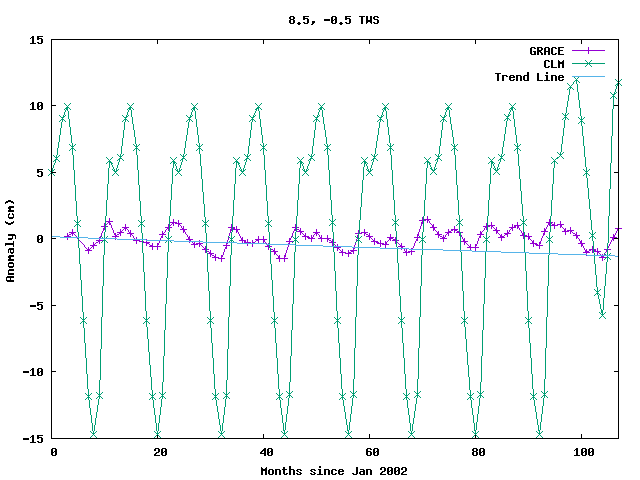 8.5, -0.5 TWS
GRACE
CLM
Trend Line
15
10
5
0
-5
-10
-15
Anomaly (cm)
0 20 40 60 80 100
Months since Jan 2002